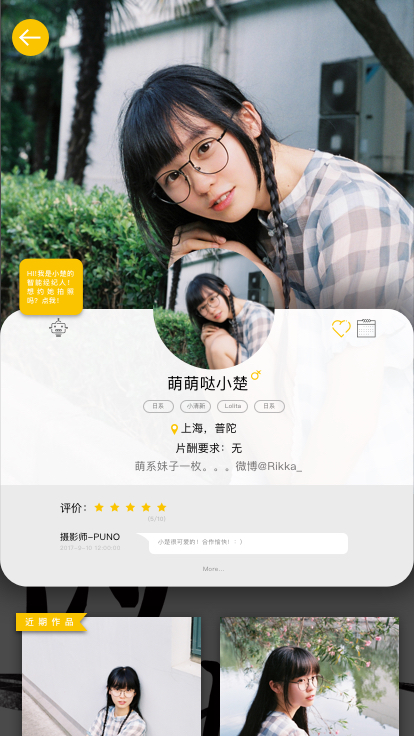 Hi!我是小楚的
智能经纪人!
想约她拍照
吗?点我!
萌萌哒小楚
日系
小清新
Lolita
日系
上海，普陀
片酬要求：无
萌系妹子一枚。。。微博@Rikka_
评价：
(5/10)
摄影师-PUNO
2017-9-10 12:00:00
小楚很可爱的！合作愉快！：）
More...
近期作品